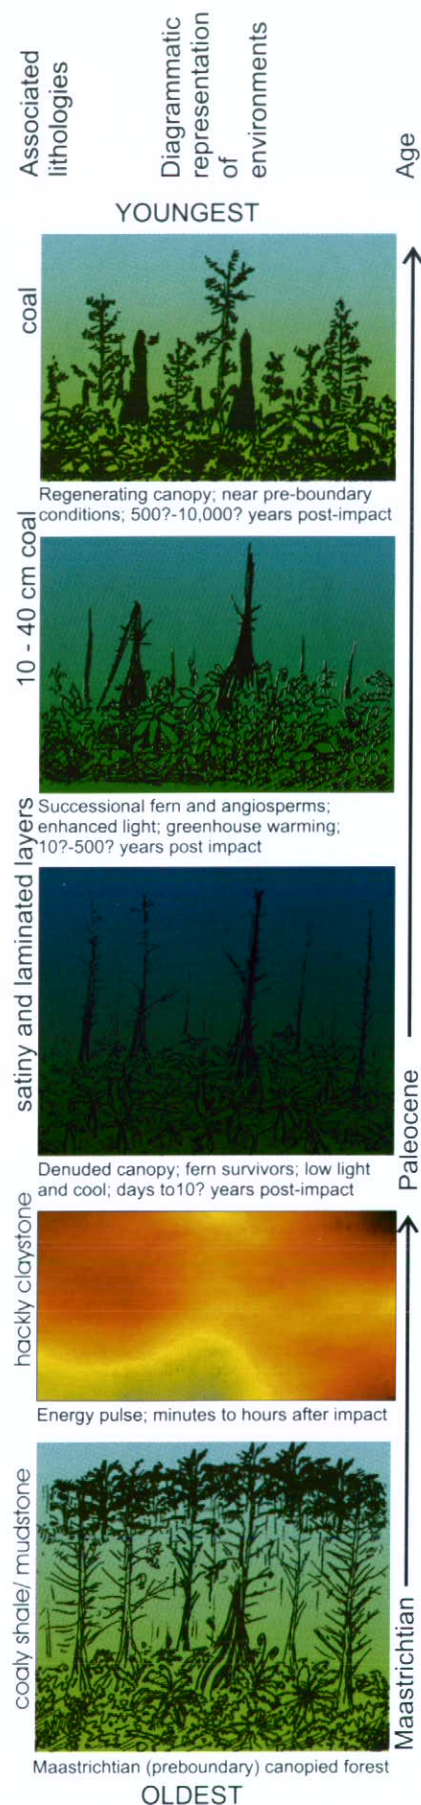 Associated
lithologies
Diagrammatic
representation
of
environments
Age
YOUNGEST
coal
Regenerating canopy; near pre-boundary
conditions; 500?-10,000? years post-impact
10 - 40 cm coal
Successional fern and angiosperms;
enhanced light; greenhouse warming;
10?-500? years post impact
satiny and laminated layers
Denuded canopy; fern survivors; low light
and cool; days to10? years post-impact
Paleocene
hackly claystone
Energy pulse; minutes to hours after impact
coaly shale/ mudstone
Maastrichtian
Maastrichtian (preboundary) canopied forest
OLDEST